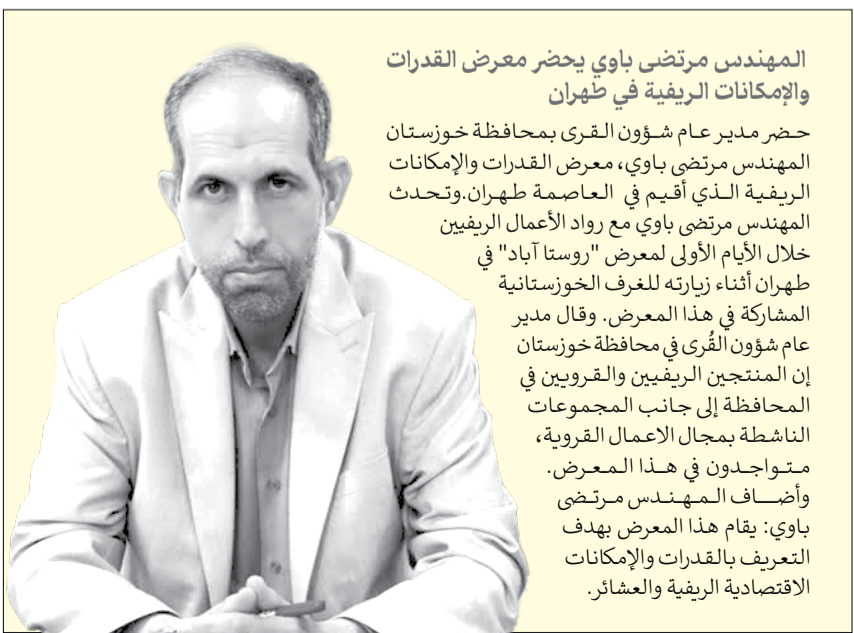 المهندس مرتضى باوي يحضر معرض القدرات
والإمكانات الريفية في طهران
حضر مدير عام شؤون القرى بمحافظة خوزستان
المهندس مرتضى باوي، معرض القدرات والإمكانات
الريفية الذي أقيم في العاصمة طهران.وتحدث
المهندس مرتضى باوي مع رواد الأعمال الريفيين
خلال الأيام الأولى لمعرض "روستا آباد" في
طهران أثناء زيارته للغرف الخوزستانية
المشاركة في هذا المعرض. وقال مدير
عام شؤون القُرى في محافظة خوزستان
إن المنتجين الريفيين والقرويين في
المحافظة إلى جانب المجموعات
الناشطة بمجال الاعمال القروية،
متواجدون في هذا المعرض.
وأضاف المهندس مرتضى
باوي: يقام هذا المعرض بهدف
التعريف بالقدرات والإمكانات
الاقتصادية الريفية والعشائر.